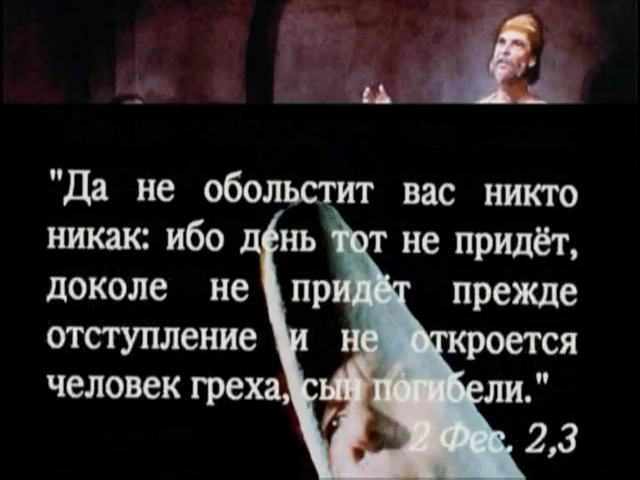 "Да не обольстит вас никто
никак: ибо день тот не придёт,
доколе не придёт прежде
отступление и не откроется
человек греха, сын погибели."
2 Фес. 2,3